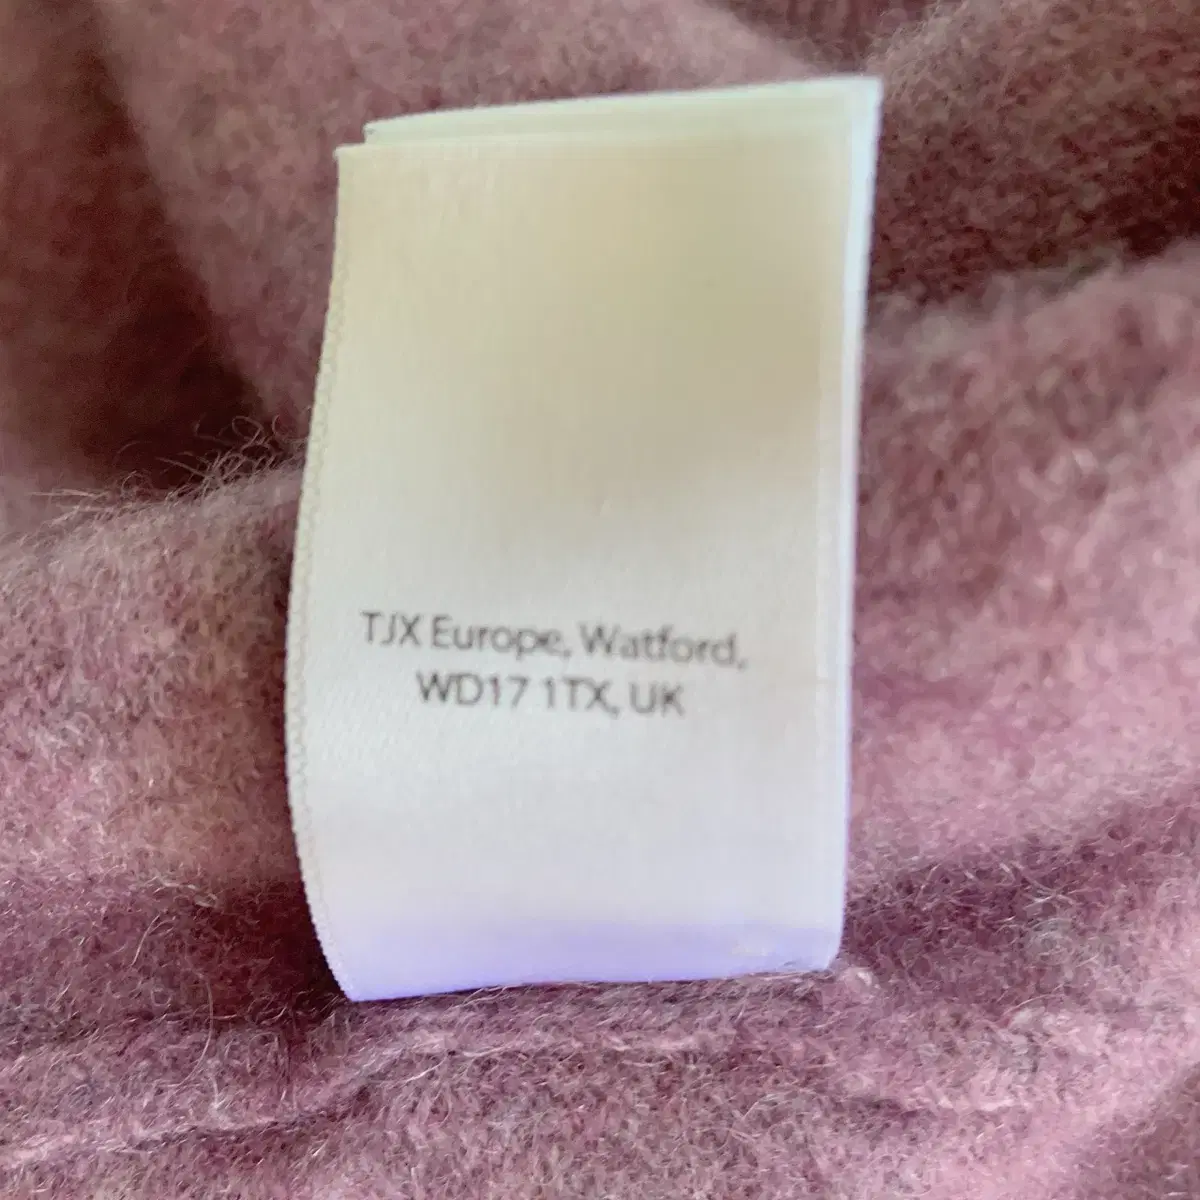 TJX Europe, Watford,
WD17 1TX, UK